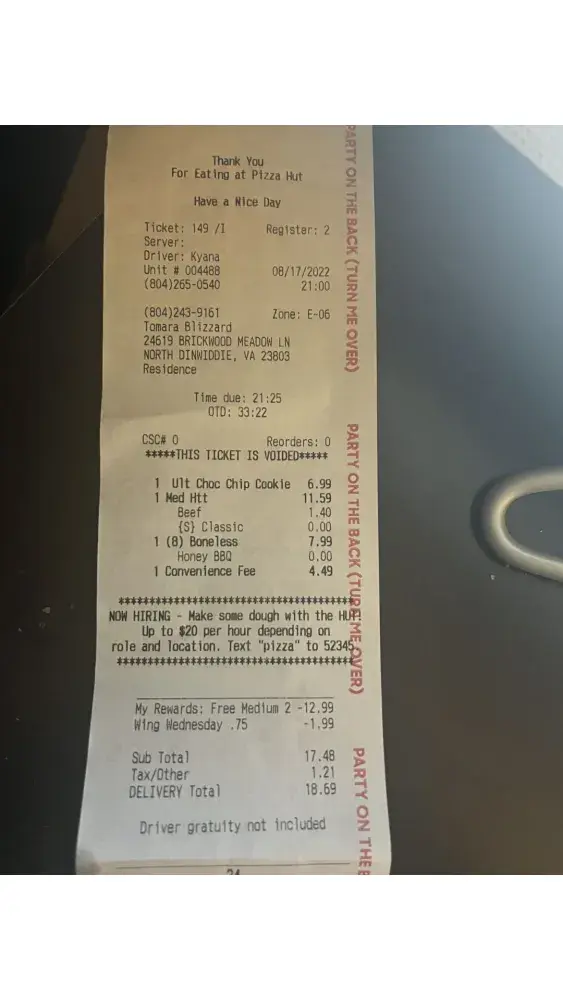 Thank You
For Eating at Pizza Hut
Have a Nice Day
Ticket: 149 /I Register: 2
Server:
Driver: Kyana
Unit # 004488 08/17/2022
(804)265-0540 21:00
(804)243-9161 Zone: E-06
Tomara Blizzard
24619 BRICKWOOD MEADOW LN
NORTH DINWIDDIE, VA 23803
Residence
Time due: 21:25
OTD: 33:22
CSC# 0 Reorders: 0
*****THIS TICKET IS VOIDED*****
1 Ult Choc Chip Cookie 6.99
1 Med Htt 11.59
Beef 1.40
{S} Classic 0.00
1 (8) Boneless 7.99
Honey BBQ 0.00
1 Convenience Fee 4.49
**************************************
NOW HIRING - Make some dough with the HUT!
Up to $20 per hour depending on
role and location. Text "pizza" to 52345.
**************************************
My Rewards: Free Medium 2 -12.99
Wing Wednesday .75 -1.99
Sub Total 17.48
Tax/Other 1.21
DELIVERY Total 18.69
Driver gratuity not included
PARTY ON THE BACK (TURN ME OVER)
PARTY ON THE BACK (TURN ME OVER)
PARTY ON THE B